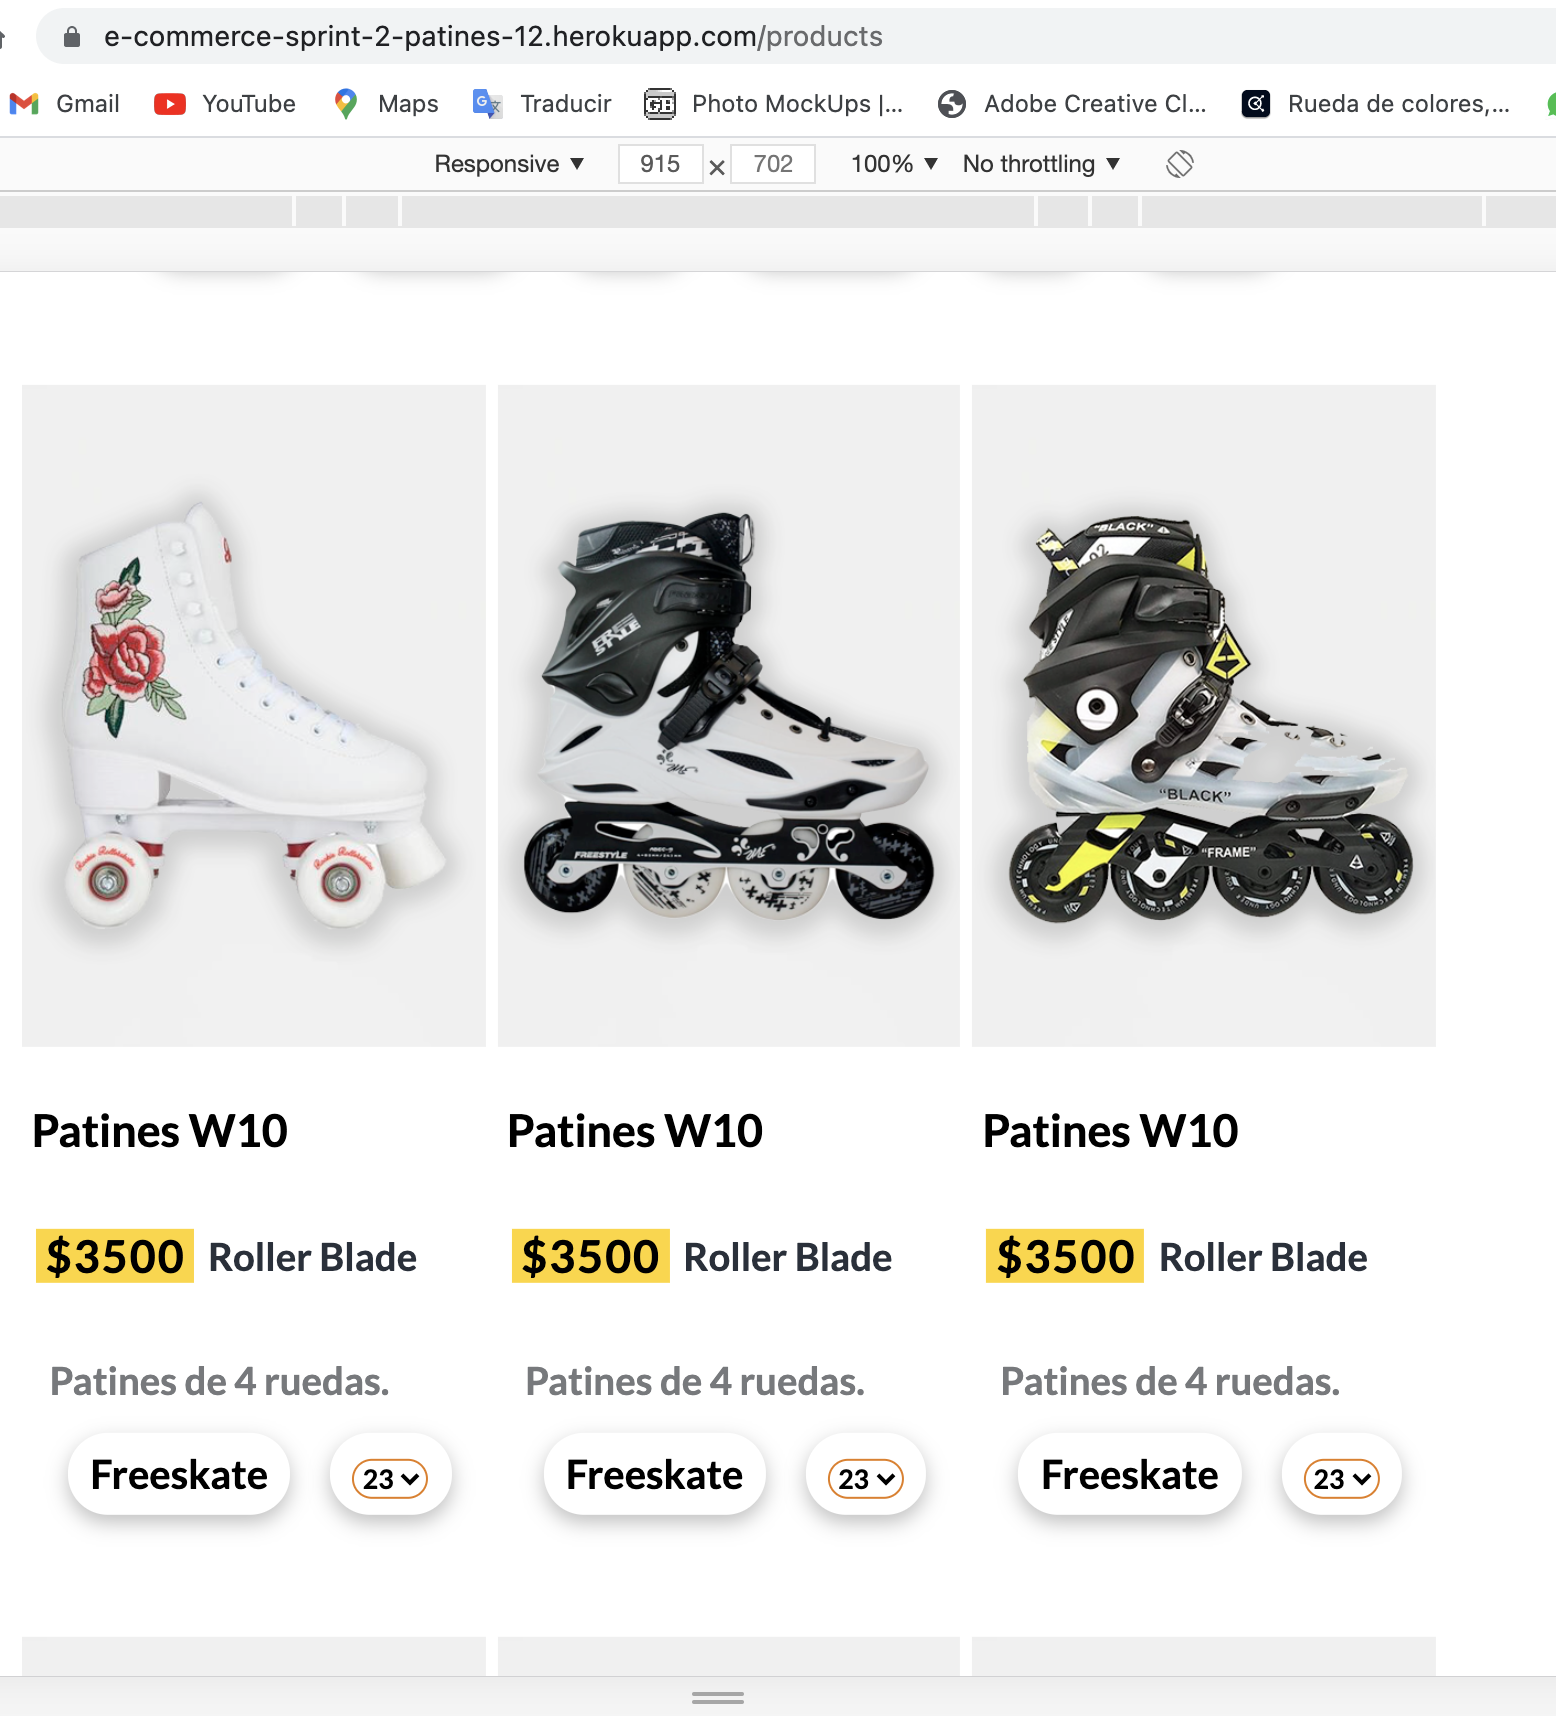 e-commerce-sprint-2-patines-12.herokuapp.com/products
Gmail YouTube Maps Traducir Photo MockUps |... Adobe Creative Cl... Rueda de colores,...
Responsive 915 × 702 100% No throttling
FREE
STYLE
FREESTYLE
"BLACK"
"BLACK"
"FRAME"
Patines W10 Patines W10 Patines W10
$3500 Roller Blade $3500 Roller Blade $3500 Roller Blade
Patines de 4 ruedas. Patines de 4 ruedas. Patines de 4 ruedas.
Freeskate 23 Freeskate 23 Freeskate 23